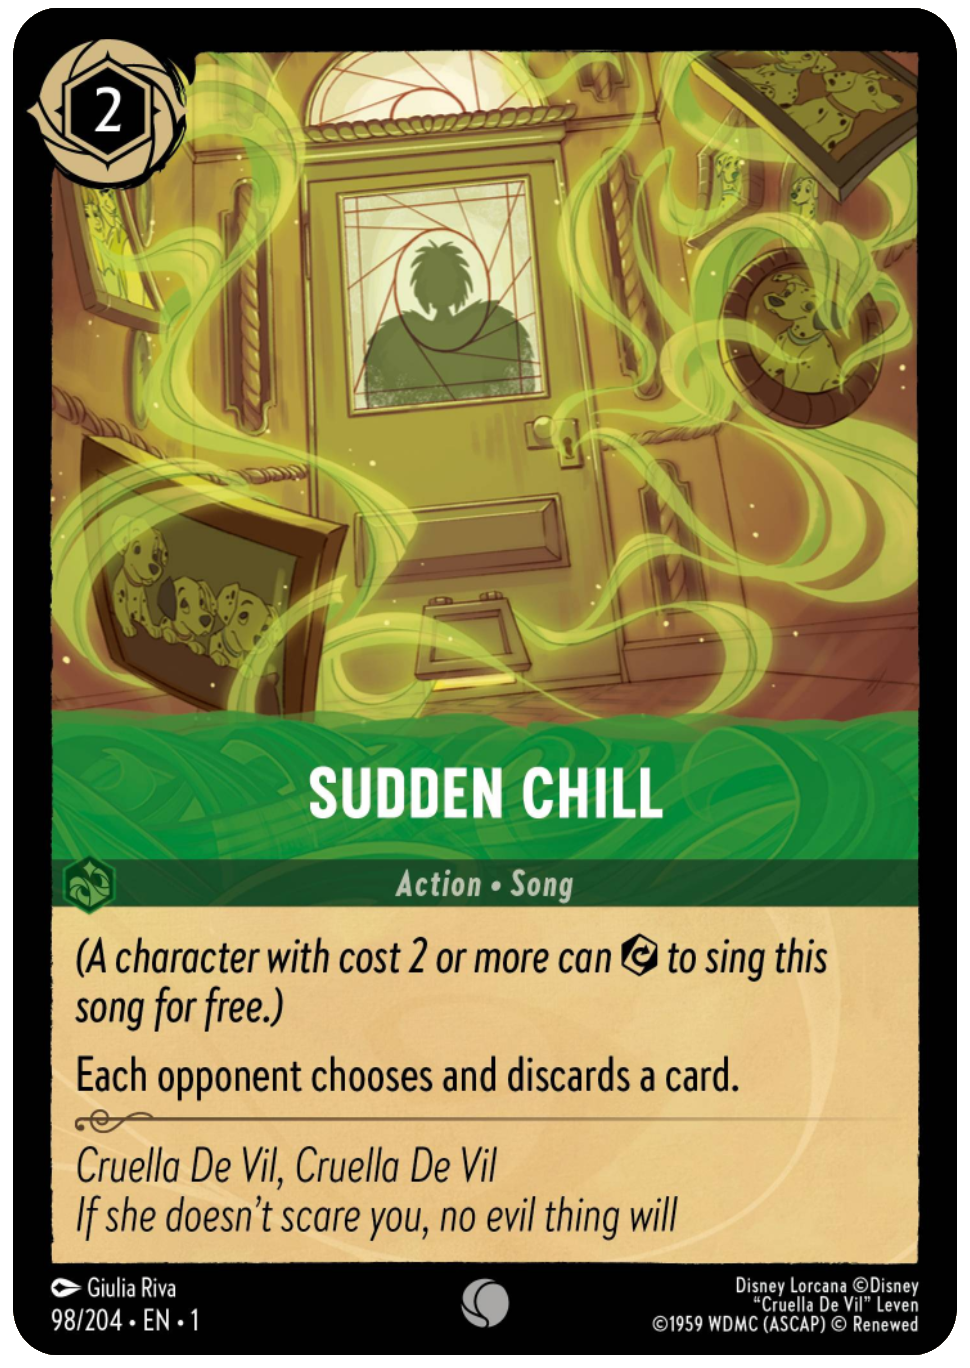 2
SUDDEN CHILL
Action • Song
(A character with cost 2 or more can to sing this
song for free.)
Each opponent chooses and discards a card.
Cruella De Vil, Cruella De Vil
If she doesn't scare you, no evil thing will
Giulia Riva
98/204 • EN • 1
Disney Lorcana ©Disney
“Cruella De Vil” Leven
©1959 WDMC (ASCAP) © Renewed